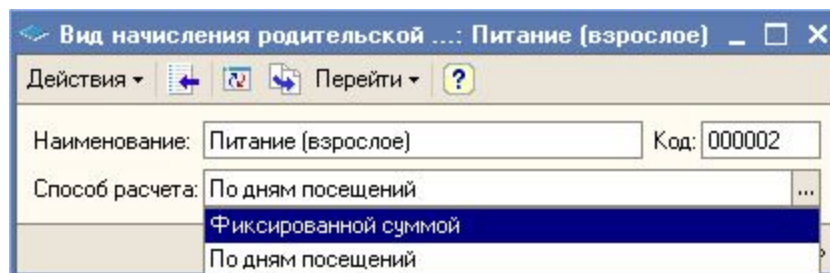 Вид начисления родительской ...: Питание (взрослое)
Действия Перейти ?
Наименование: Питание (взрослое) Код: 000002
Способ расчета: По дням посещений ...
Фиксированной суммой
По дням посещений